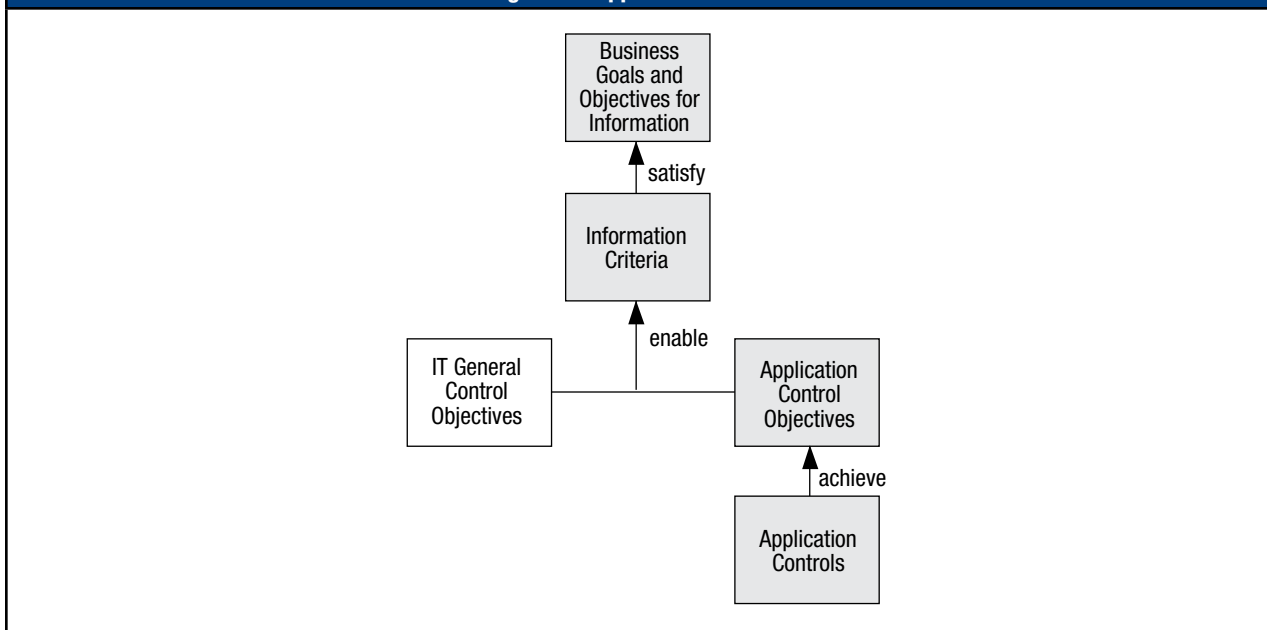 Business
Goals and
Objectives for
Information
satisfy
Information
Criteria
enable
IT General
Control
Objectives
Application
Control
Objectives
achieve
Application
Controls